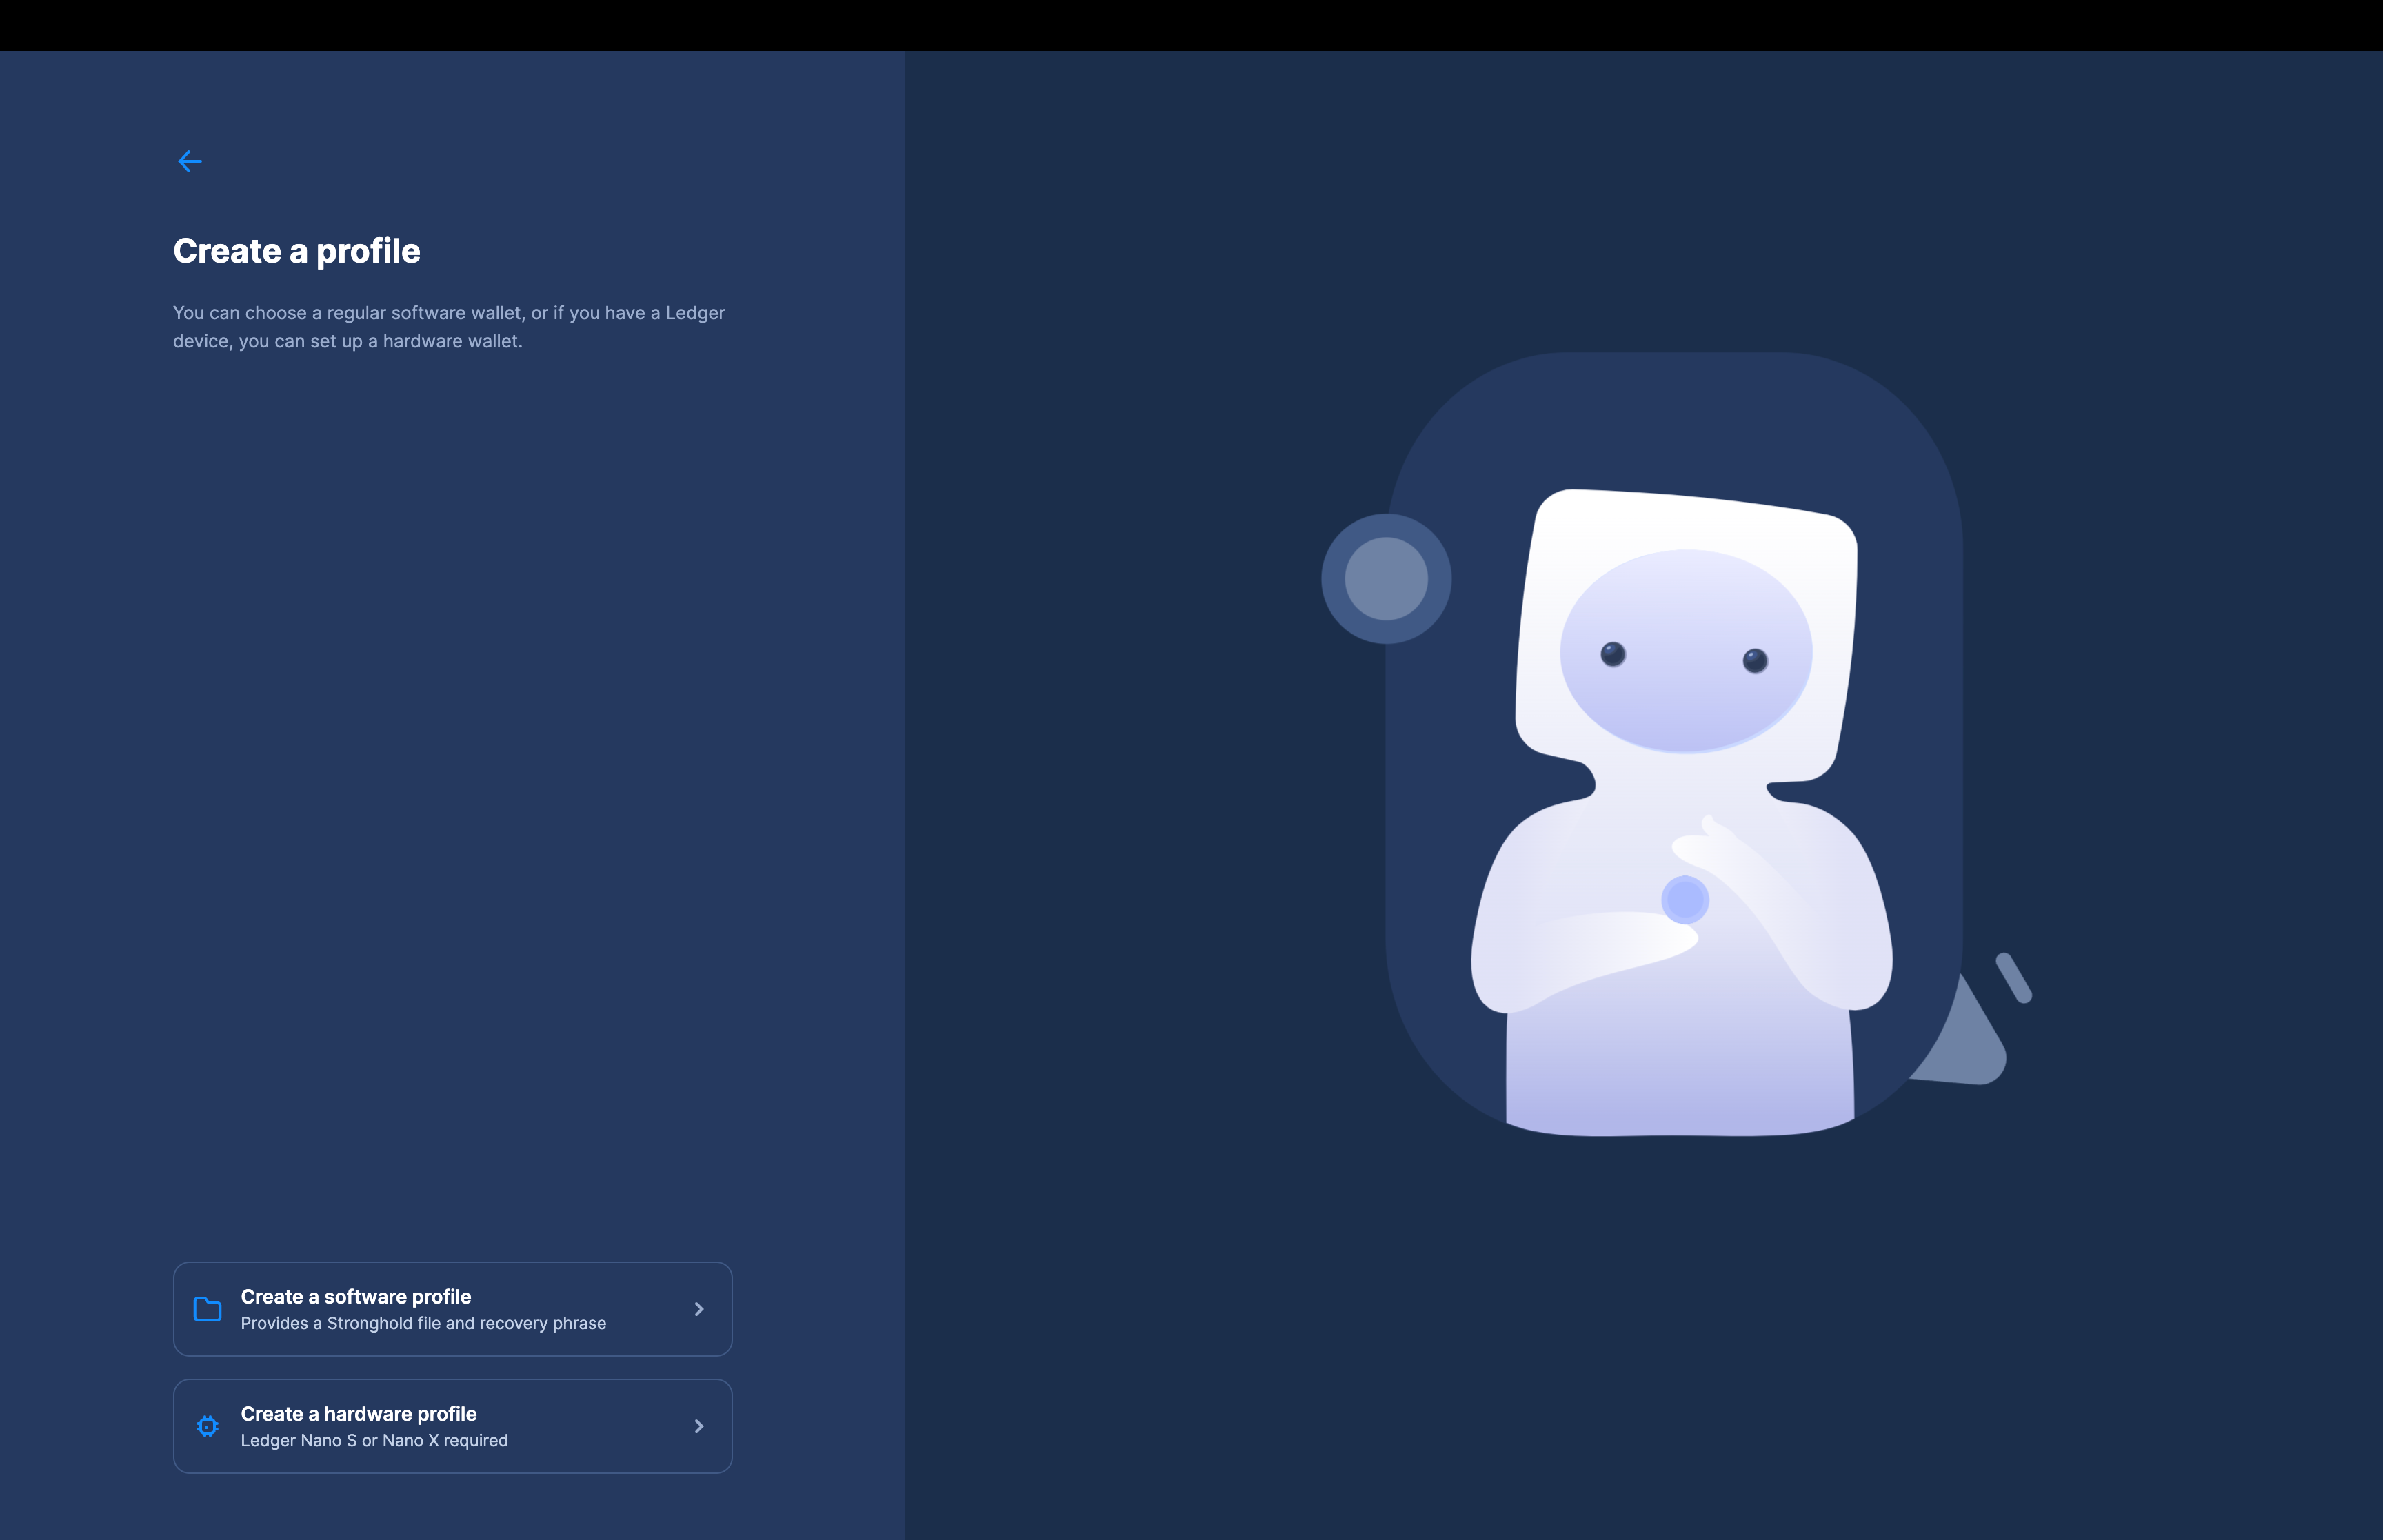 Create a profile
You can choose a regular software wallet, or if you have a Ledger
device, you can set up a hardware wallet.
Create a software profile
Provides a Stronghold file and recovery phrase
Create a hardware profile
Ledger Nano S or Nano X required